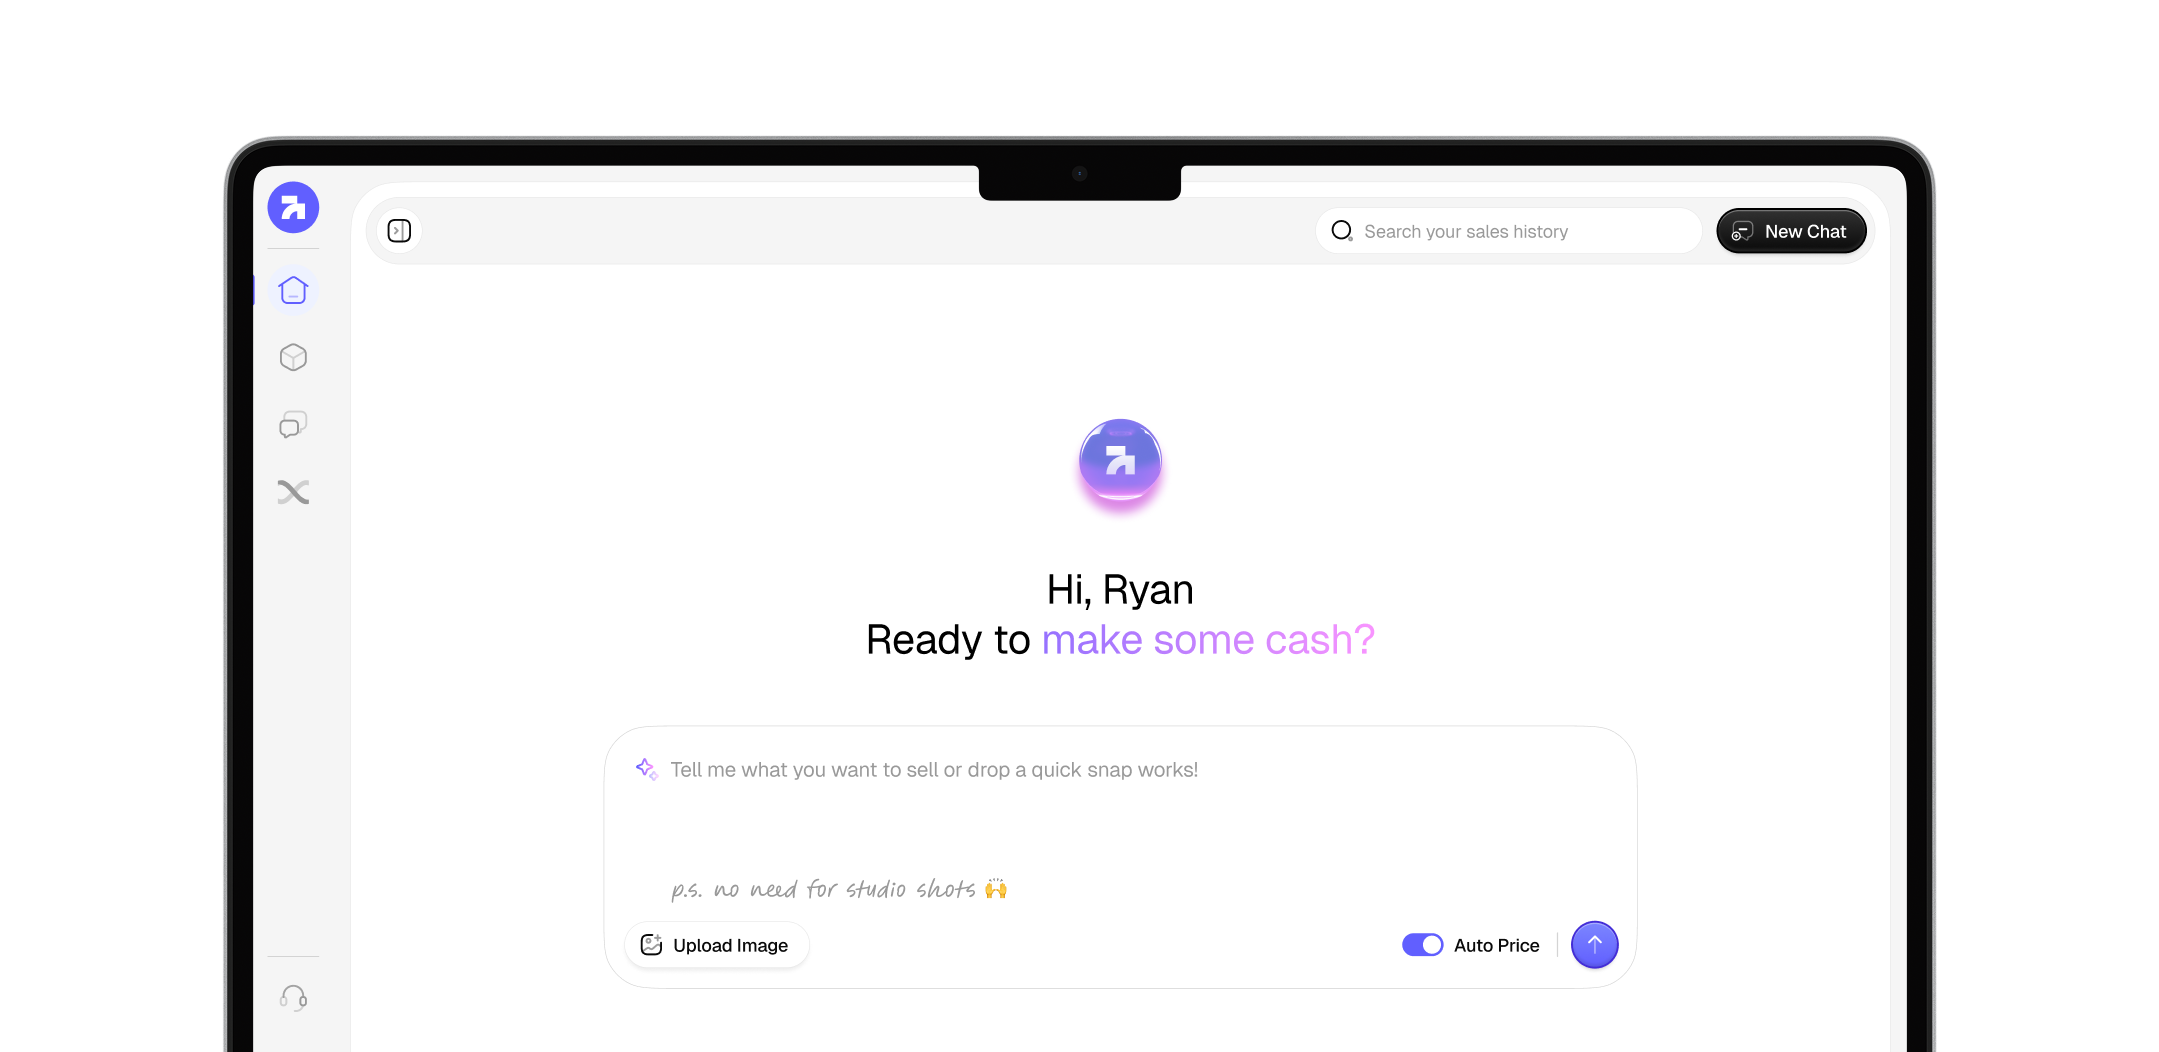 Search your sales history
New Chat
Hi, Ryan
Ready to make some cash?
Tell me what you want to sell or drop a quick snap works!
p.s. no need for studio shots 🙌
Upload Image
Auto Price